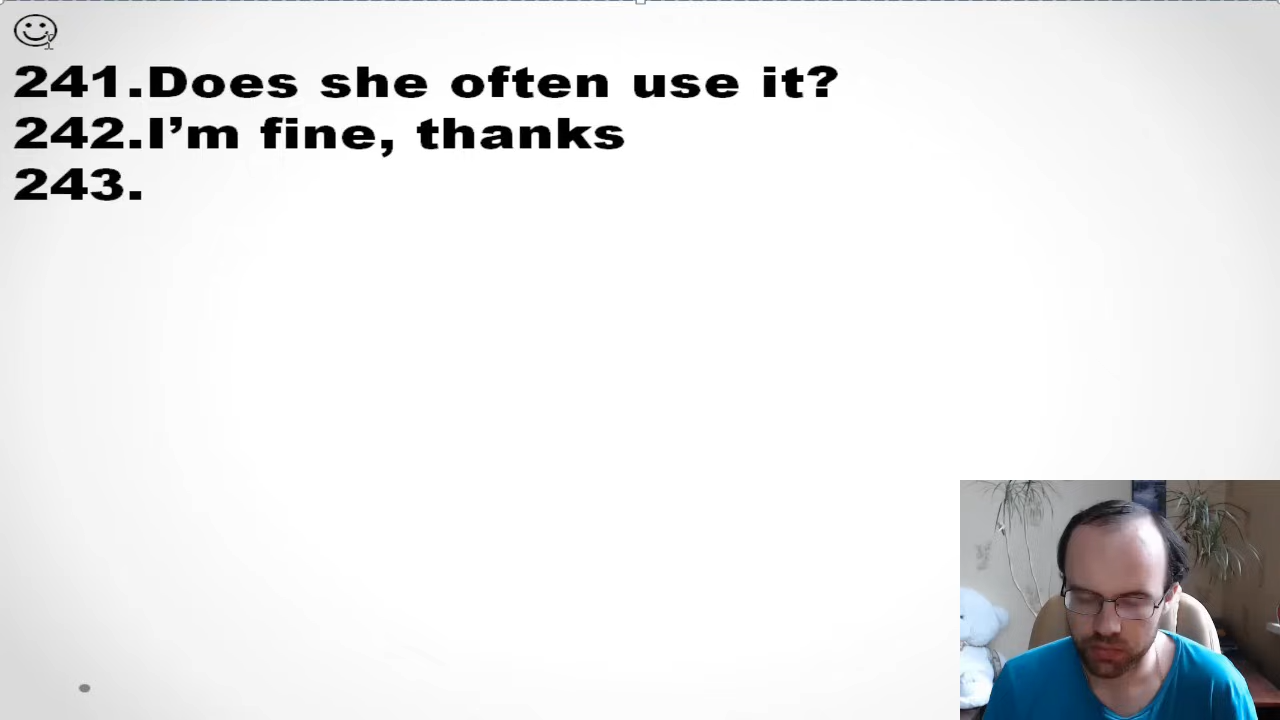 241.Does she often use it?
242.I’m fine, thanks
243.